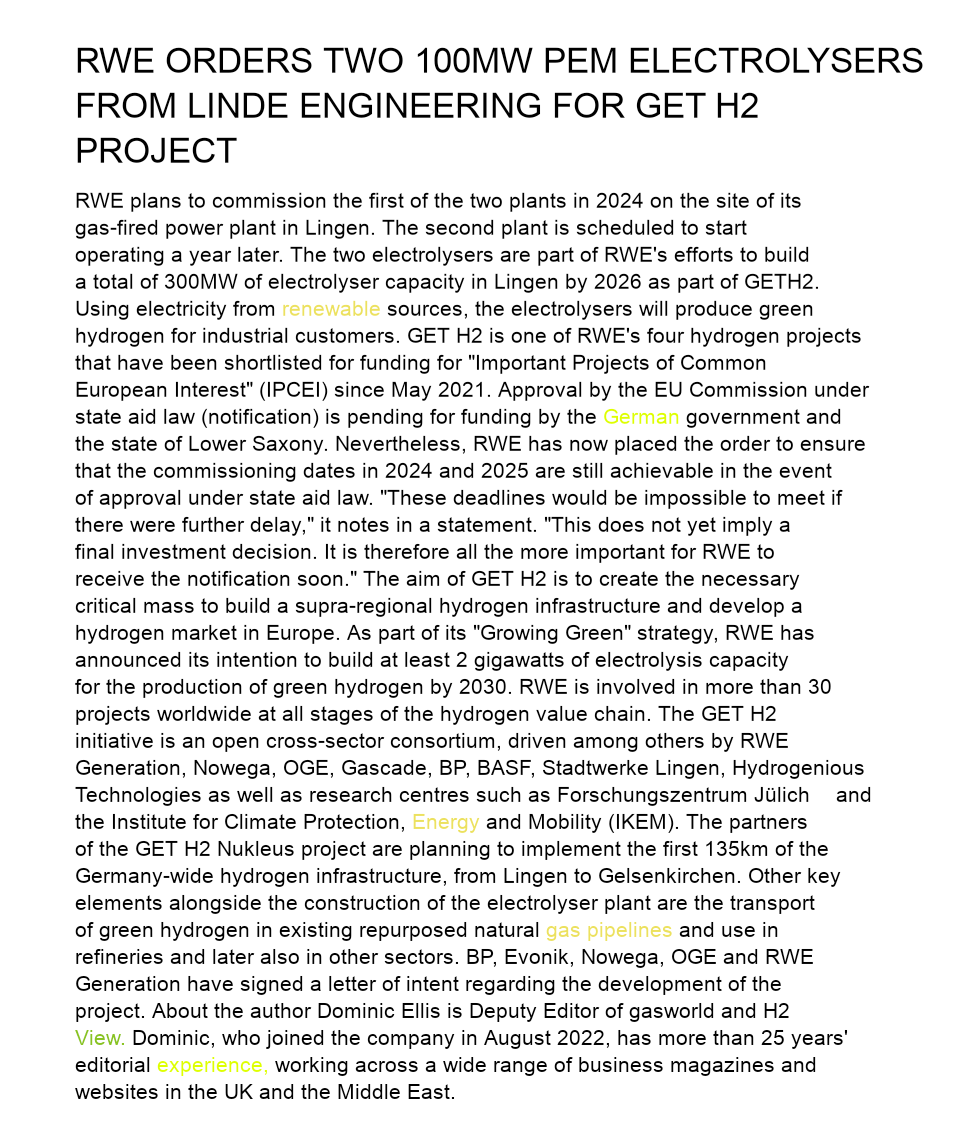 RWE ORDERS TWO 100MW PEM ELECTROLYSERS
FROM LINDE ENGINEERING FOR GET H2
PROJECT
RWE plans to commission the first of the two plants in 2024 on the site of its
gas-fired power plant in Lingen. The second plant is scheduled to start
operating a year later. The two electrolysers are part of RWE's efforts to build
a total of 300MW of electrolyser capacity in Lingen by 2026 as part of GETH2.
Using electricity from renewable sources, the electrolysers will produce green
hydrogen for industrial customers. GET H2 is one of RWE's four hydrogen projects
that have been shortlisted for funding for "Important Projects of Common
European Interest" (IPCEI) since May 2021. Approval by the EU Commission under
state aid law (notification) is pending for funding by the German government and
the state of Lower Saxony. Nevertheless, RWE has now placed the order to ensure
that the commissioning dates in 2024 and 2025 are still achievable in the event
of approval under state aid law. "These deadlines would be impossible to meet if
there were further delay," it notes in a statement. "This does not yet imply a
final investment decision. It is therefore all the more important for RWE to
receive the notification soon." The aim of GET H2 is to create the necessary
critical mass to build a supra-regional hydrogen infrastructure and develop a
hydrogen market in Europe. As part of its "Growing Green" strategy, RWE has
announced its intention to build at least 2 gigawatts of electrolysis capacity
for the production of green hydrogen by 2030. RWE is involved in more than 30
projects worldwide at all stages of the hydrogen value chain. The GET H2
initiative is an open cross-sector consortium, driven among others by RWE
Generation, Nowega, OGE, Gascade, BP, BASF, Stadtwerke Lingen, Hydrogenious
Technologies as well as research centres such as Forschungszentrum Jülich and
the Institute for Climate Protection, Energy and Mobility (IKEM). The partners
of the GET H2 Nukleus project are planning to implement the first 135km of the
Germany-wide hydrogen infrastructure, from Lingen to Gelsenkirchen. Other key
elements alongside the construction of the electrolyser plant are the transport
of green hydrogen in existing repurposed natural gas pipelines and use in
refineries and later also in other sectors. BP, Evonik, Nowega, OGE and RWE
Generation have signed a letter of intent regarding the development of the
project. About the author Dominic Ellis is Deputy Editor of gasworld and H2
View. Dominic, who joined the company in August 2022, has more than 25 years'
editorial experience, working across a wide range of business magazines and
websites in the UK and the Middle East.